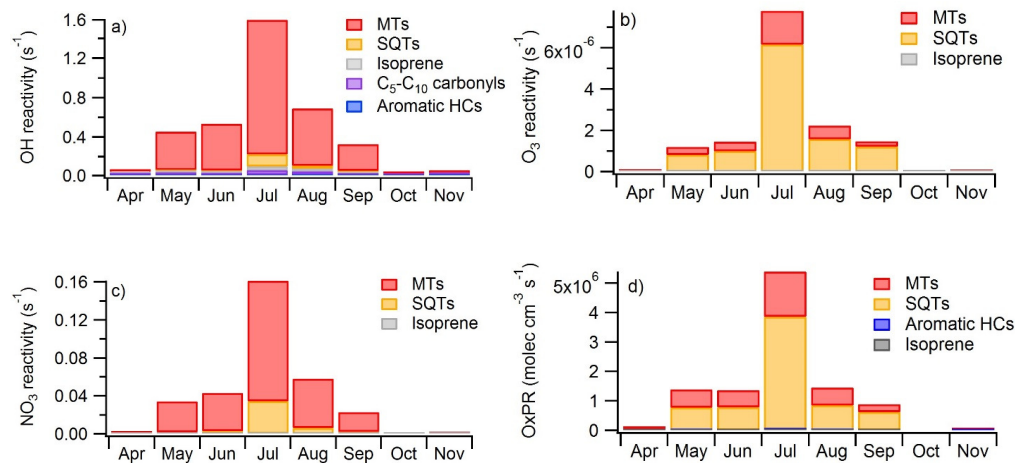 a)
OH reactivity (s⁻¹)
1.6
1.2
0.8
0.4
0.0
MTs
SQTs
Isoprene
C₅-C₁₀ carbonyls
Aromatic HCs
Apr May Jun Jul Aug Sep Oct Nov
b)
O₃ reactivity (s⁻¹)
6x10⁻⁶
4
2
0
MTs
SQTs
Isoprene
Apr May Jun Jul Aug Sep Oct Nov
c)
NO₃ reactivity (s⁻¹)
0.16
0.12
0.08
0.04
0.00
MTs
SQTs
Isoprene
Apr May Jun Jul Aug Sep Oct Nov
d)
OxPR (molec cm⁻³ s⁻¹)
5x10⁶
4
3
2
1
0
MTs
SQTs
Aromatic HCs
Isoprene
Apr May Jun Jul Aug Sep Oct Nov